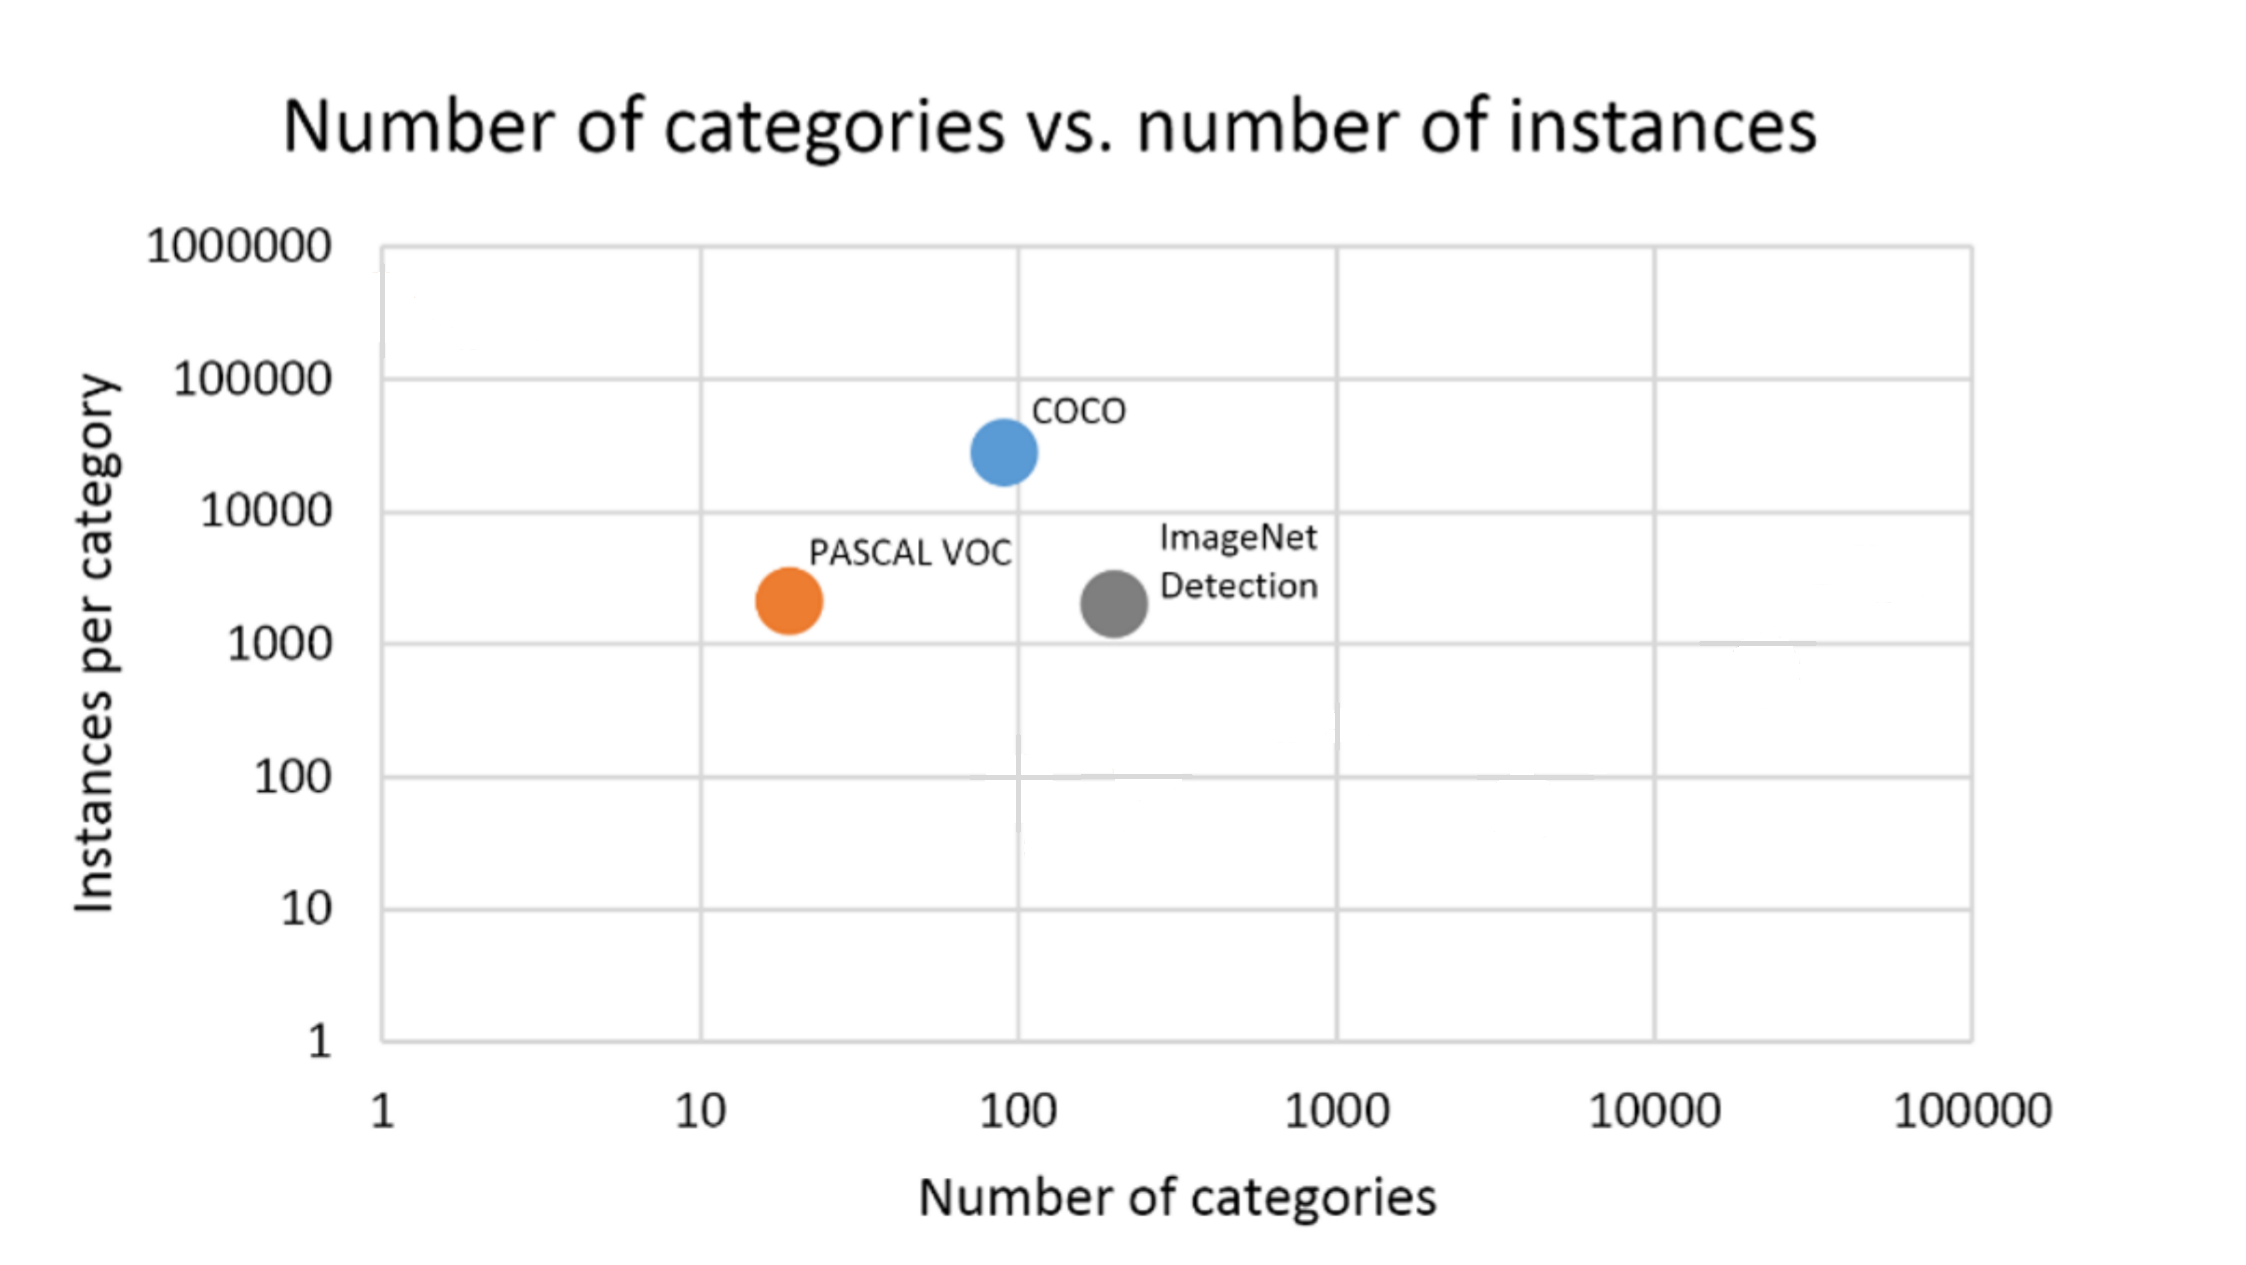 Number of categories vs. number of instances
1000000
100000
10000
1000
100
10
1
Instances per category
COCO
PASCAL VOC
ImageNet
Detection
1 10 100 1000 10000 100000
Number of categories